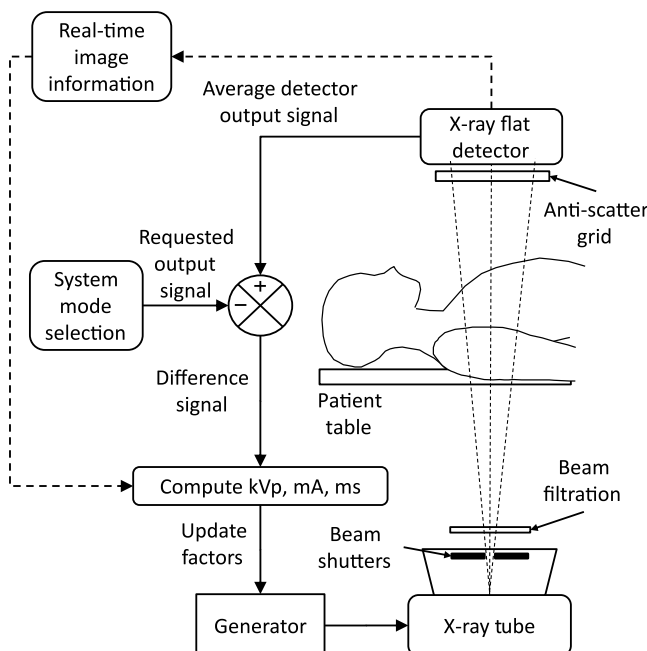 Real-time
image
information
Average detector
output signal
X-ray flat
detector
Anti-scatter
grid
Requested
output
signal
System
mode
selection
+
−
Difference
signal
Patient
table
Compute kVp, mA, ms
Beam
filtration
Update
factors
Beam
shutters
Generator
X-ray tube